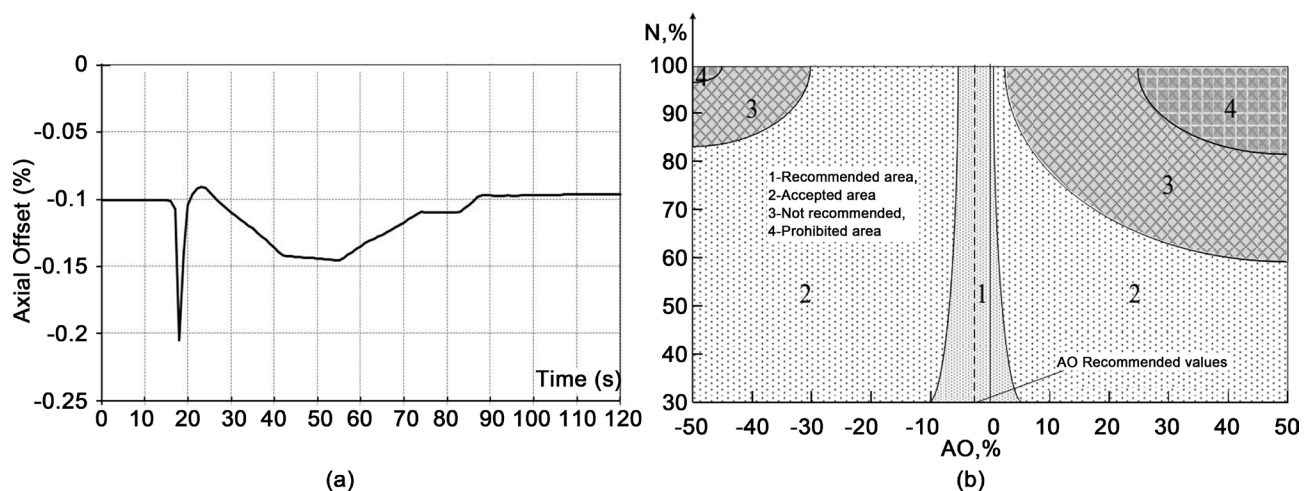 0
-0.05
-0.1
-0.15
-0.2
-0.25
Axial Offset (%)
Time (s)
0 10 20 30 40 50 60 70 80 90 100 110 120
(a)
N,%
100
90
80
70
60
50
40
30
4
3
4
3
1-Recommended area,
2-Accepted area
3-Not recommended,
4-Prohibited area
2
1
2
AO Recommended values
-50 -40 -30 -20 -10 0 10 20 30 40 50
AO,%
(b)